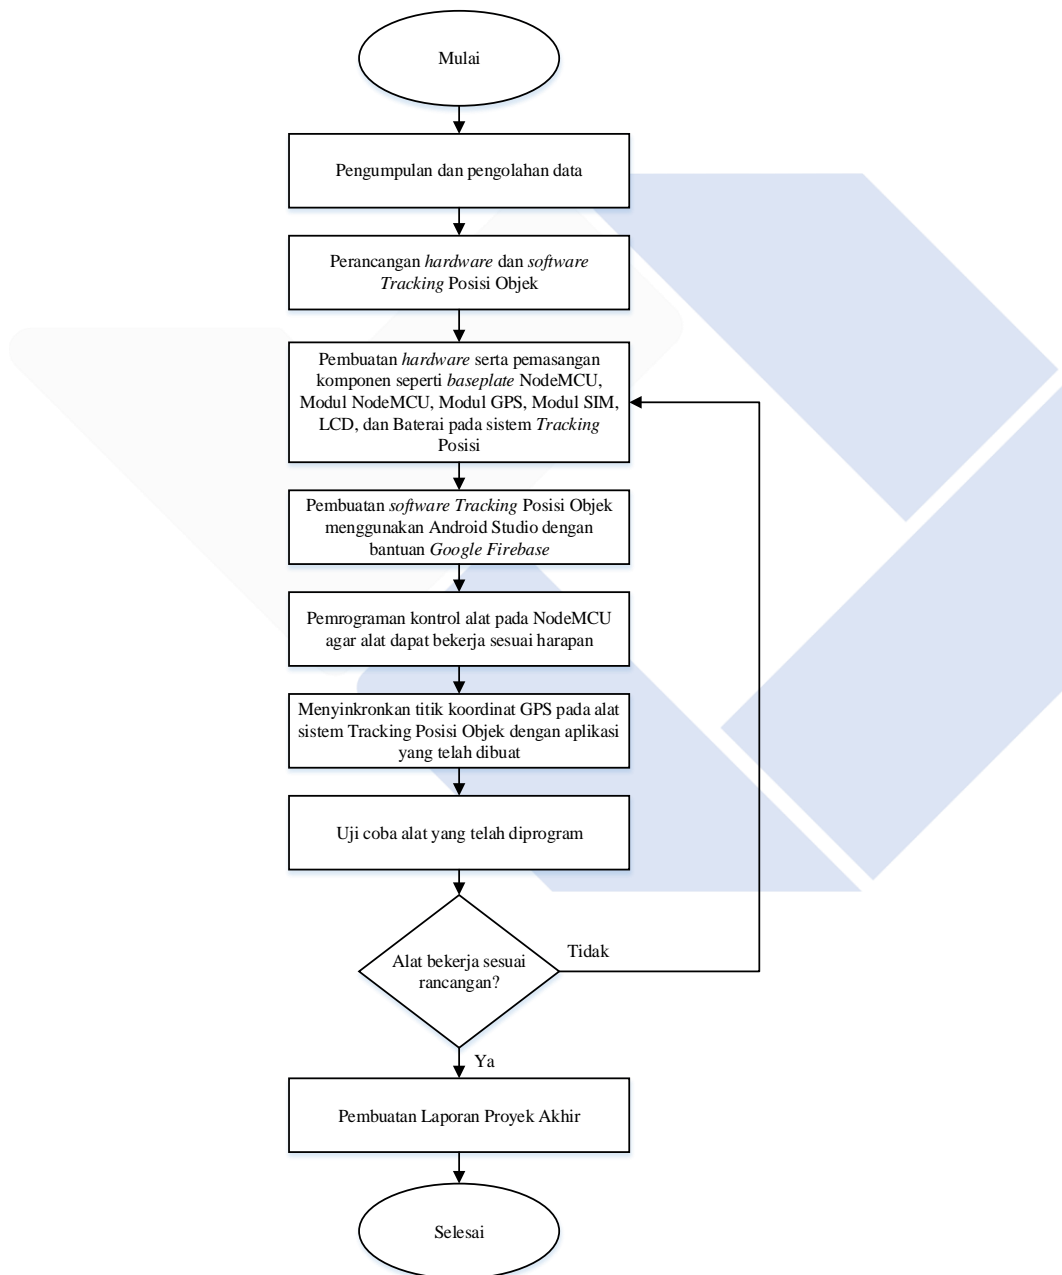 Mulai
Pengumpulan dan pengolahan data
Perancangan hardware dan software
Tracking Posisi Objek
Pembuatan hardware serta pemasangan
komponen seperti baseplate NodeMCU,
Modul NodeMCU, Modul GPS, Modul SIM,
LCD, dan Baterai pada sistem Tracking
Posisi
Pembuatan software Tracking Posisi Objek
menggunakan Android Studio dengan
bantuan Google Firebase
Pemrograman kontrol alat pada NodeMCU
agar alat dapat bekerja sesuai harapan
Menyinkronkan titik koordinat GPS pada alat
sistem Tracking Posisi Objek dengan aplikasi
yang telah dibuat
Uji coba alat yang telah diprogram
Alat bekerja sesuai
rancangan?
Tidak
Ya
Pembuatan Laporan Proyek Akhir
Selesai